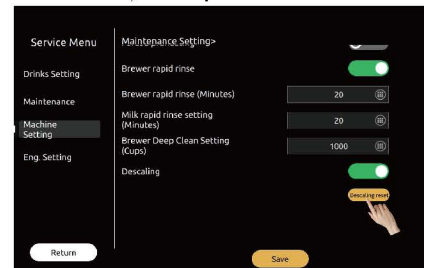 Service Menu
Maintenance Setting>
Drinks Setting
Brewer rapid rinse
Maintenance
Brewer rapid rinse (Minutes)
20
Machine
Setting
Milk rapid rinse setting
(Minutes)
20
Eng. Setting
Brewer Deep Clean Setting
(Cups)
1000
Descaling
Descaling reset
Return
Save